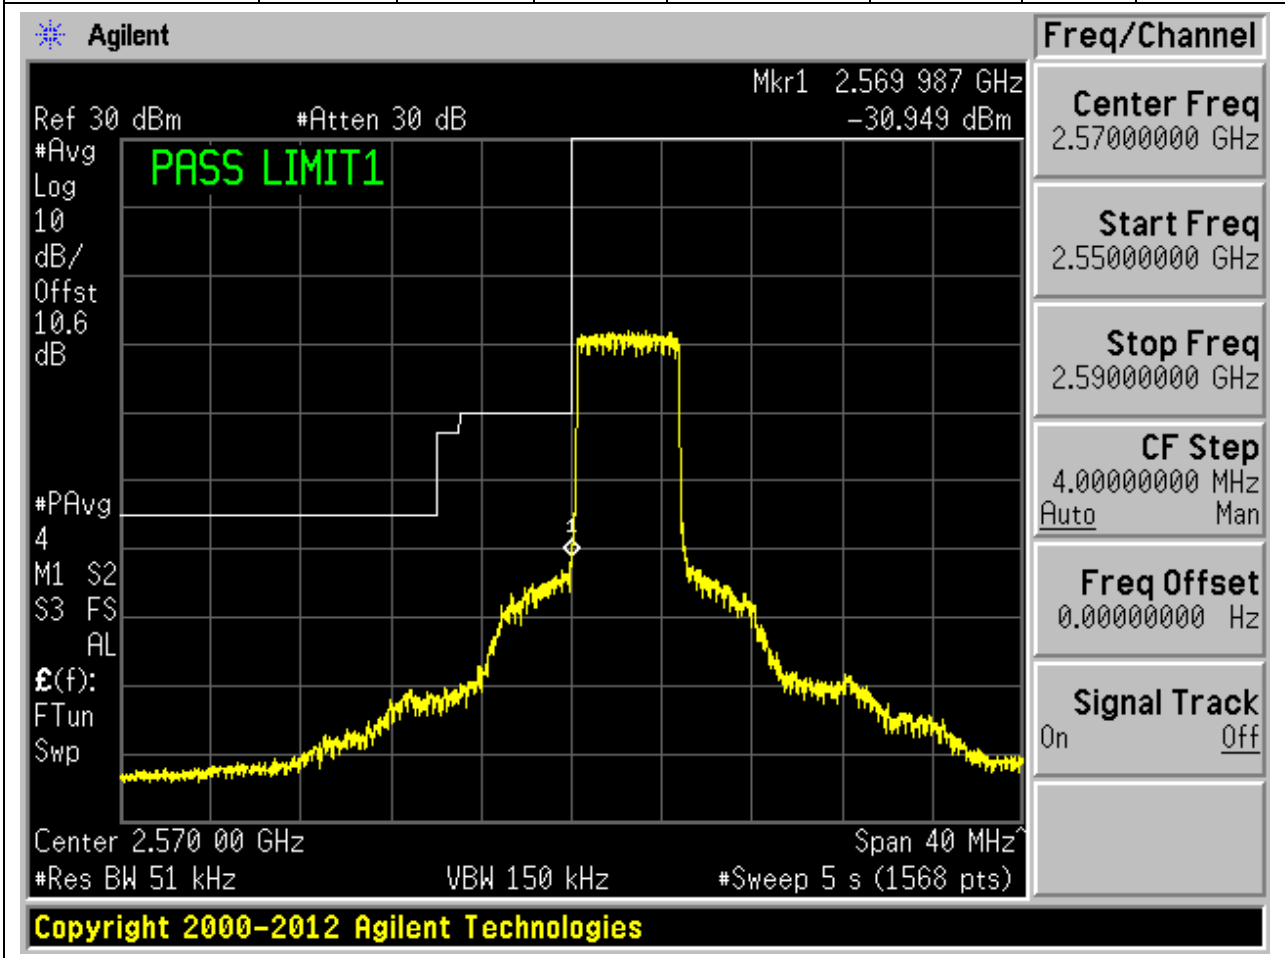 Agilent
Freq/Channel
Mkr1 2.569 987 GHz
Ref 30 dBm #Atten 30 dB -30.949 dBm
#Avg
Log
10
dB/
Offst
10.6
dB
PASS LIMIT1
#PAvg
4
M1 S2
S3 FS
AL
£(f):
FTun
Swp
1
Center 2.570 00 GHz Span 40 MHz^
#Res BW 51 kHz VBW 150 kHz #Sweep 5 s (1568 pts)
Center Freq
2.57000000 GHz
Start Freq
2.55000000 GHz
Stop Freq
2.59000000 GHz
CF Step
4.00000000 MHz
Auto Man
Freq Offset
0.00000000 Hz
Signal Track
On Off
Copyright 2000-2012 Agilent Technologies